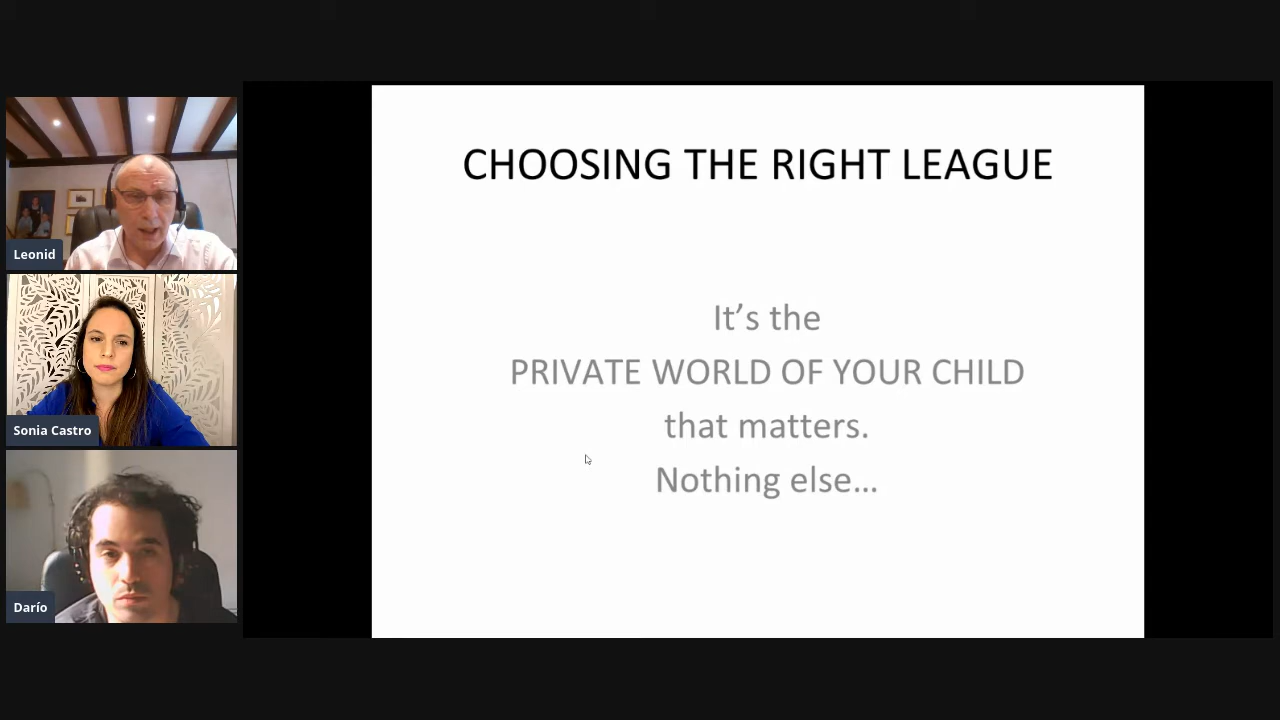 Leonid
Sonia Castro
Darío
CHOOSING THE RIGHT LEAGUE
It’s the
PRIVATE WORLD OF YOUR CHILD
that matters.
Nothing else…